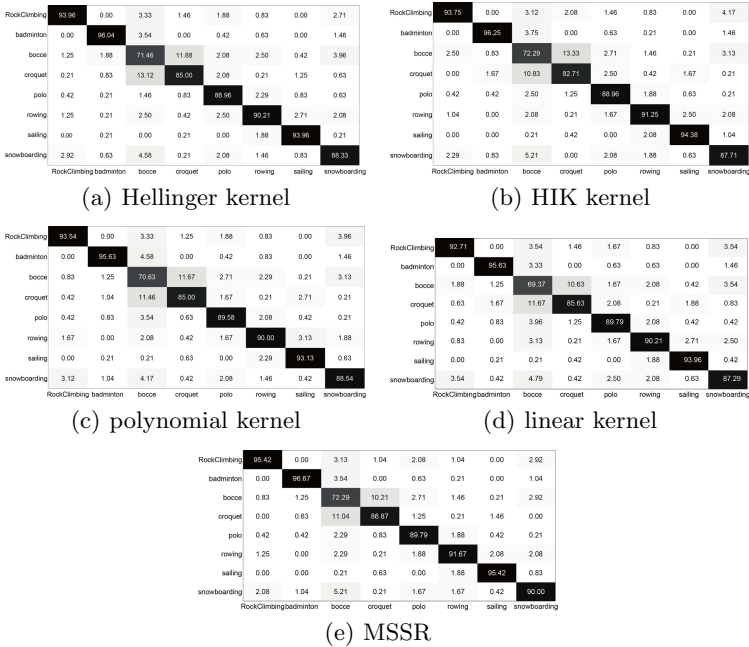 RockClimbing 93.96 0.00 3.33 1.46 1.88 0.83 0.00 2.71
badminton 0.00 96.04 3.54 0.00 0.42 0.63 0.00 1.46
bocce 1.25 1.88 71.46 11.88 2.08 2.50 0.42 3.96
croquet 0.21 0.83 13.12 85.00 2.08 0.21 1.25 0.63
polo 0.42 0.21 1.46 0.83 88.96 2.29 0.83 0.63
rowing 1.25 0.21 2.50 0.42 2.50 90.21 2.71 2.08
sailing 0.00 0.00 0.21 0.00 0.21 1.88 93.96 0.21
snowboarding 2.92 0.63 4.58 0.21 2.08 1.46 0.83 88.33
RockClimbing badminton bocce croquet polo rowing sailing snowboarding
(a) Hellinger kernel
RockClimbing 93.75 0.00 3.12 2.08 1.46 0.83 0.00 4.17
badminton 0.00 96.25 3.75 0.00 0.63 0.21 0.00 1.46
bocce 2.50 0.83 72.29 13.33 2.71 1.46 0.21 3.13
croquet 0.00 1.67 10.83 82.71 2.50 0.42 1.67 0.21
polo 0.42 0.42 2.50 1.25 88.96 1.88 0.63 0.21
rowing 1.04 0.00 2.08 0.21 1.67 91.25 2.50 2.08
sailing 0.00 0.00 0.21 0.42 0.00 2.08 94.38 1.04
snowboarding 2.29 0.83 5.21 0.00 2.08 1.88 0.63 87.71
RockClimbing badminton bocce croquet polo rowing sailing snowboarding
(b) HIK kernel
RockClimbing 93.54 0.00 3.33 1.25 1.88 0.83 0.00 3.96
badminton 0.00 95.63 4.58 0.00 0.42 0.83 0.00 1.46
bocce 0.83 1.25 70.63 11.67 2.71 2.29 0.21 3.13
croquet 0.42 1.04 11.46 85.00 1.67 0.21 2.71 0.21
polo 0.42 0.83 3.54 0.63 89.58 2.08 0.42 0.21
rowing 1.67 0.00 2.08 0.42 1.67 90.00 3.13 1.88
sailing 0.00 0.21 0.21 0.63 0.00 2.29 93.13 0.63
snowboarding 3.12 1.04 4.17 0.42 2.08 1.46 0.42 88.54
RockClimbing badminton bocce croquet polo rowing sailing snowboarding
(c) polynomial kernel
RockClimbing 92.71 0.00 3.54 1.46 1.67 0.83 0.00 3.54
badminton 0.00 95.63 3.33 0.00 0.63 0.63 0.00 1.46
bocce 1.88 1.25 69.37 10.63 1.67 2.08 0.42 3.54
croquet 0.63 1.67 11.67 85.63 2.08 0.21 1.88 0.83
polo 0.42 0.83 3.96 1.25 89.79 2.08 0.42 0.42
rowing 0.83 0.00 3.13 0.21 1.67 90.21 2.71 2.50
sailing 0.00 0.21 0.21 0.42 0.00 1.88 93.96 0.42
snowboarding 3.54 0.42 4.79 0.42 2.50 2.08 0.63 87.29
RockClimbing badminton bocce croquet polo rowing sailing snowboarding
(d) linear kernel
RockClimbing 95.42 0.00 3.13 1.04 2.08 1.04 0.00 2.92
badminton 0.00 96.67 3.54 0.00 0.63 0.21 0.00 1.04
bocce 0.83 1.25 72.29 10.21 2.71 1.46 0.21 2.92
croquet 0.00 0.63 11.04 86.87 1.25 0.21 1.46 0.00
polo 0.42 0.42 2.29 0.83 89.79 1.88 0.42 0.21
rowing 1.25 0.00 2.29 0.21 1.88 91.67 2.08 2.08
sailing 0.00 0.00 0.21 0.63 0.00 1.88 95.42 0.83
snowboarding 2.08 1.04 5.21 0.21 1.67 1.67 0.42 90.00
RockClimbing badminton bocce croquet polo rowing sailing snowboarding
(e) MSSR